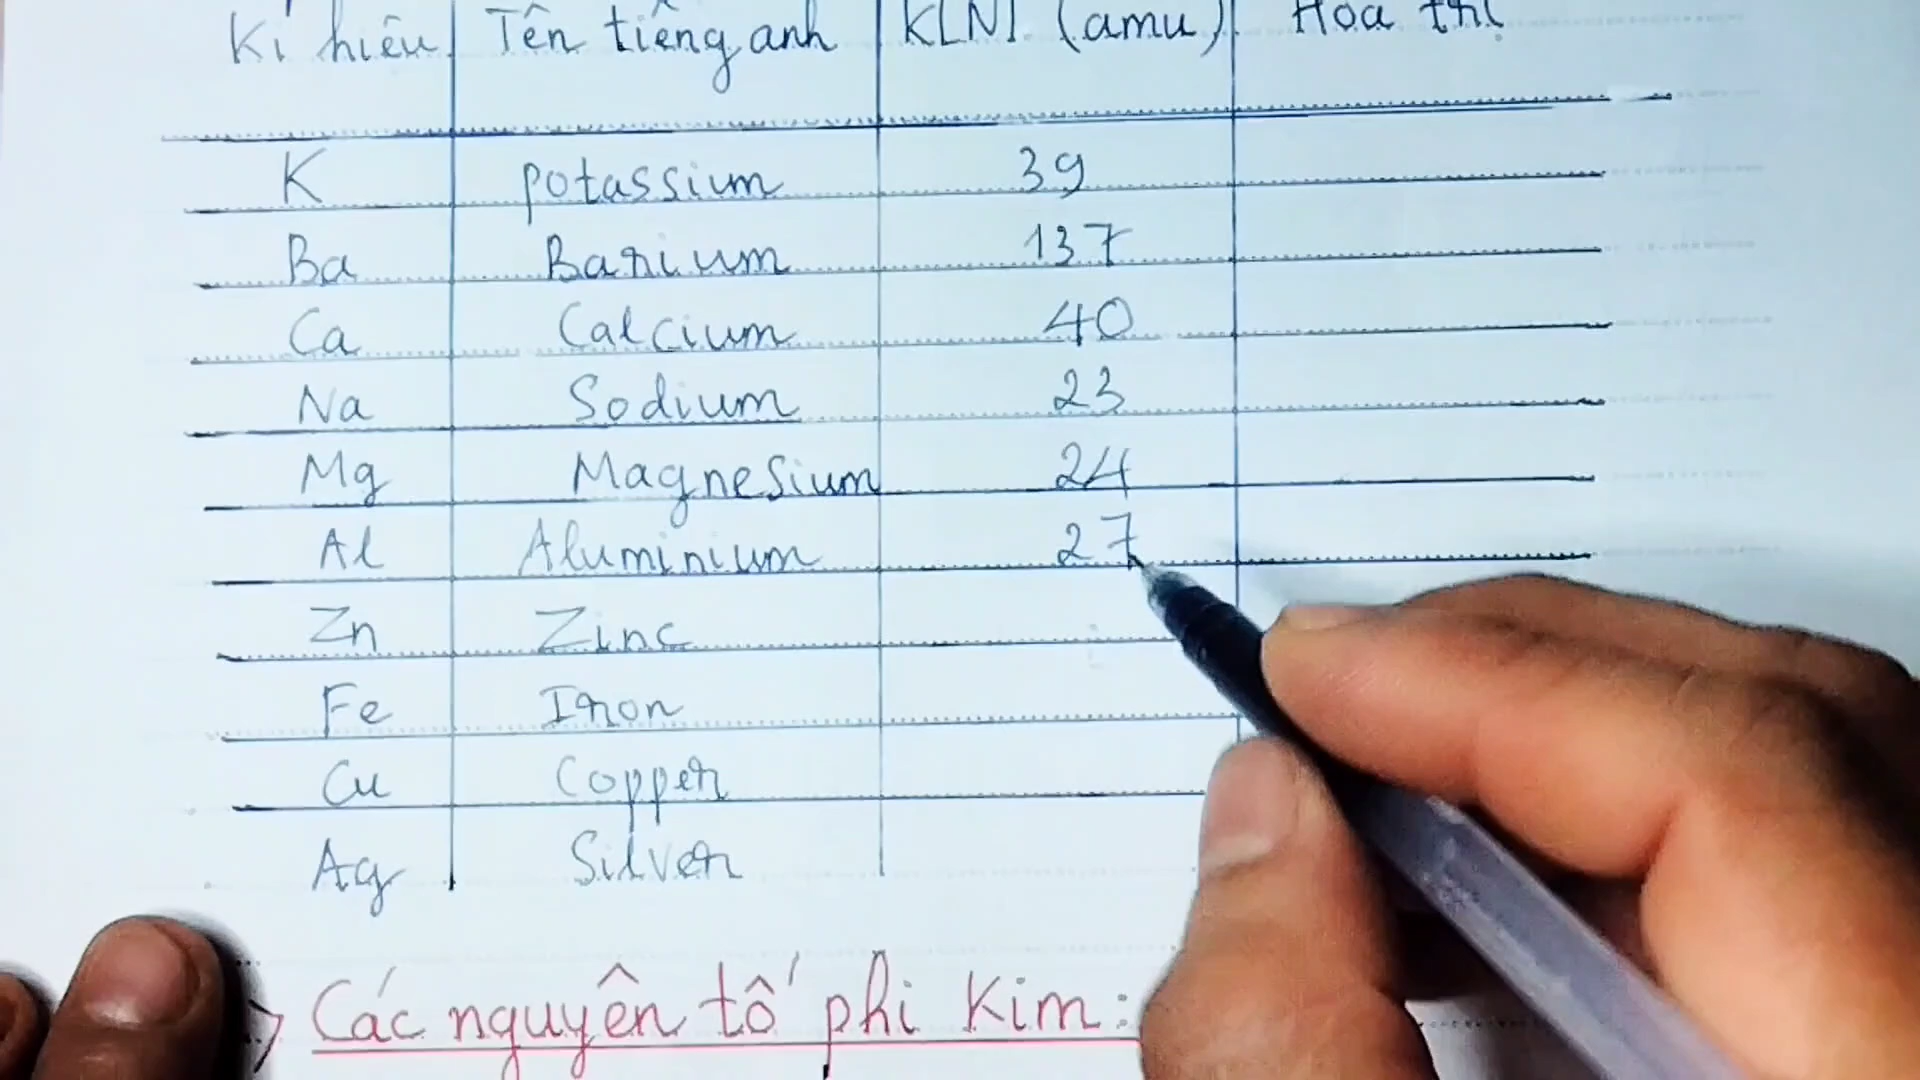 Kí hiệu Tên tiếng anh KLNT (amu) Hóa trị
K potassium 39
Ba Barium 137
Ca Calcium 40
Na Sodium 23
Mg Magnesium 24
Al Aluminium 27
Zn Zinc
Fe Iron
Cu Copper
Ag Silver
Các nguyên tố phi Kim: